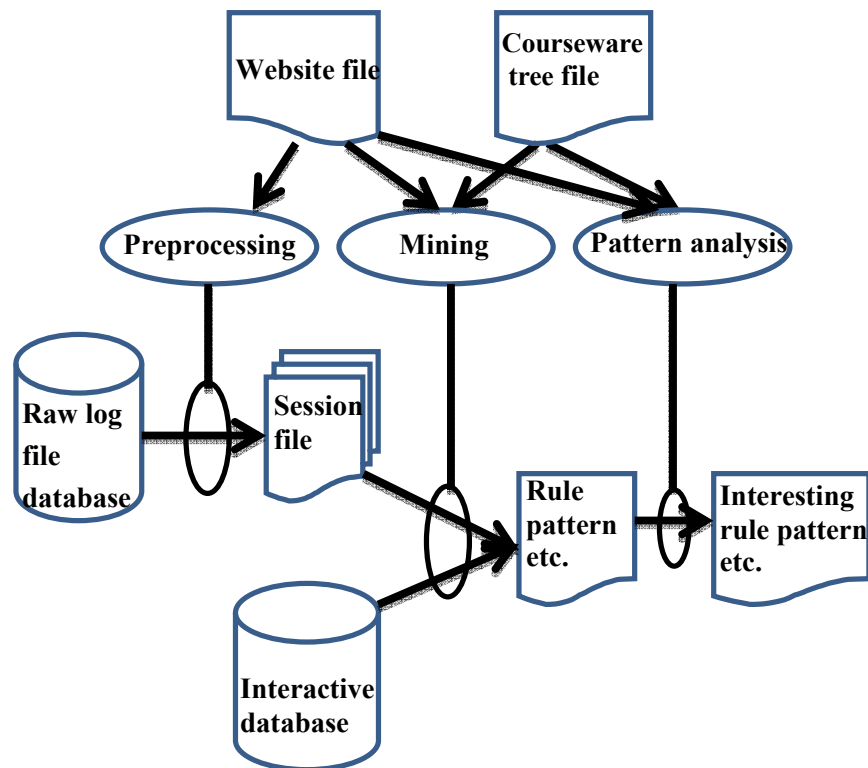 Website file
Courseware
tree file
Preprocessing
Mining
Pattern analysis
Raw log
file
database
Session
file
Rule
pattern
etc.
Interesting
rule pattern
etc.
Interactive
database